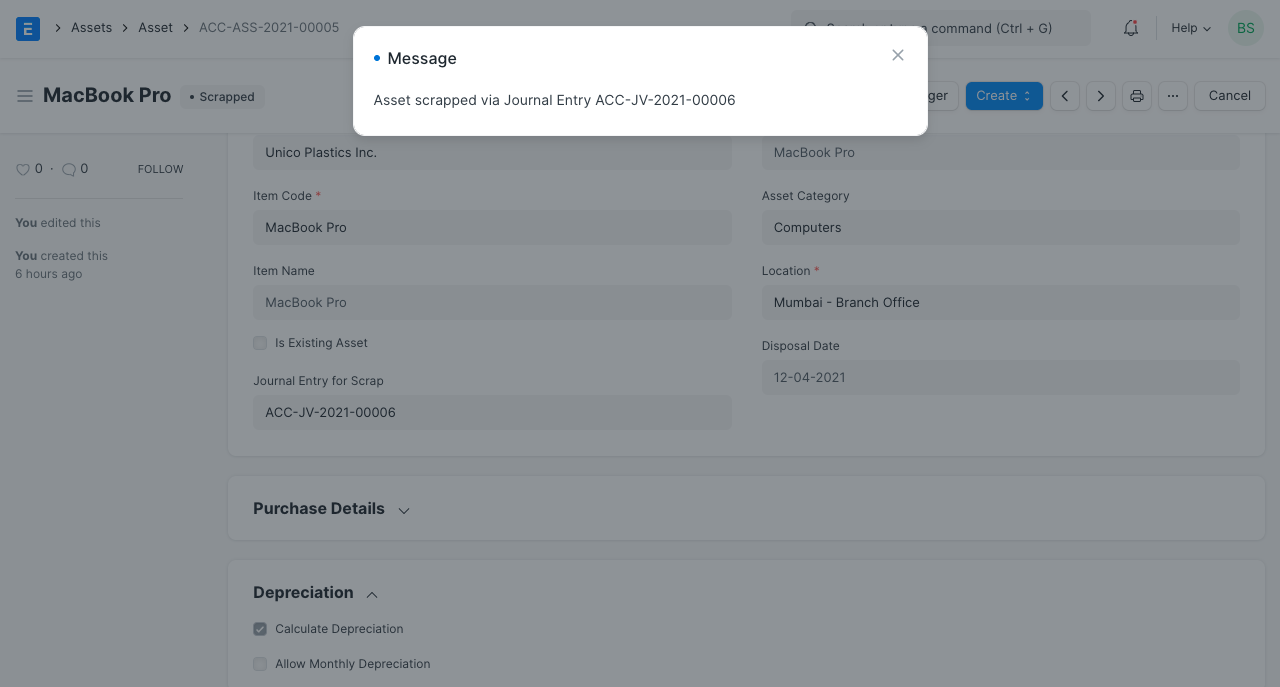 E
Assets
Asset
ACC-ASS-2021-00005
command (Ctrl + G)
Help
BS
Message
Asset scrapped via Journal Entry ACC-JV-2021-00006
MacBook Pro
Scrapped
ger
Create
Cancel
0 · 0
FOLLOW
You edited this
You created this
6 hours ago
Unico Plastics Inc.
MacBook Pro
Item Code *
MacBook Pro
Asset Category
Computers
Item Name
MacBook Pro
Location *
Mumbai - Branch Office
Is Existing Asset
Disposal Date
12-04-2021
Journal Entry for Scrap
ACC-JV-2021-00006
Purchase Details
Depreciation
Calculate Depreciation
Allow Monthly Depreciation